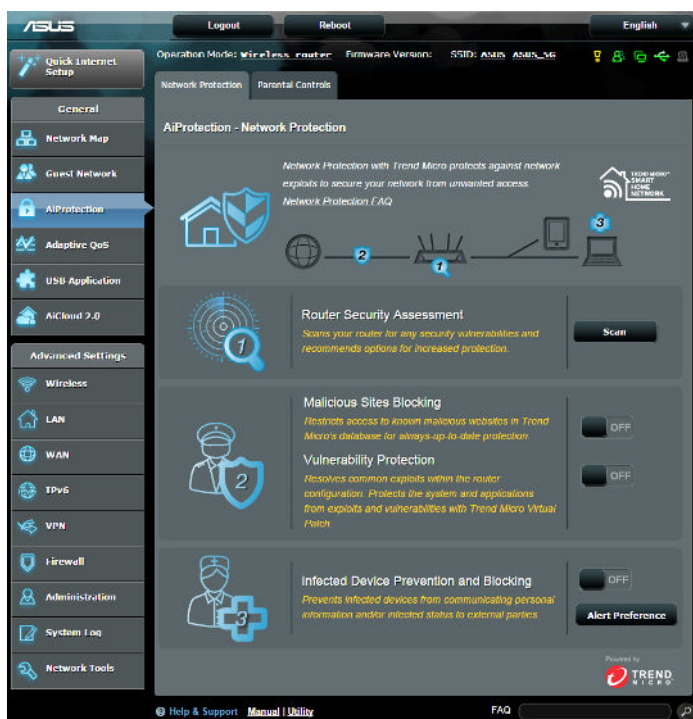 ASUS
Logout
Reboot
English
Quick Internet
Setup
Operation Mode: Wireless router Firmware Version: SSID: ASUS ASUS_5G
Network Protection
Parental Controls
General
Network Map
Guest Network
AiProtection
Adaptive QoS
USB Application
AiCloud 2.0
Advanced Settings
Wireless
LAN
WAN
IPv6
VPN
Firewall
Administration
System Log
Network Tools
AiProtection - Network Protection
Network Protection with Trend Micro protects against network
exploits to secure your network from unwanted access.
Network Protection FAQ
TREND MICRO™
SMART
HOME
NETWORK
2
1
3
1
Router Security Assessment
Scans your router for any security vulnerabilities and
recommends options for increased protection.
Scan
2
Malicious Sites Blocking
Restricts access to known malicious websites in Trend
Micro's database for always-up-to-date protection.
OFF
Vulnerability Protection
Resolves common exploits within the router
configuration. Protects the system and applications
from exploits and vulnerabilities with Trend Micro Virtual
Patch.
OFF
3
Infected Device Prevention and Blocking
Prevents infected devices from communicating personal
information and/or infected status to external parties.
OFF
Alert Preference
Powered by
TREND
MICRO
Help & Support Manual | Utility
FAQ